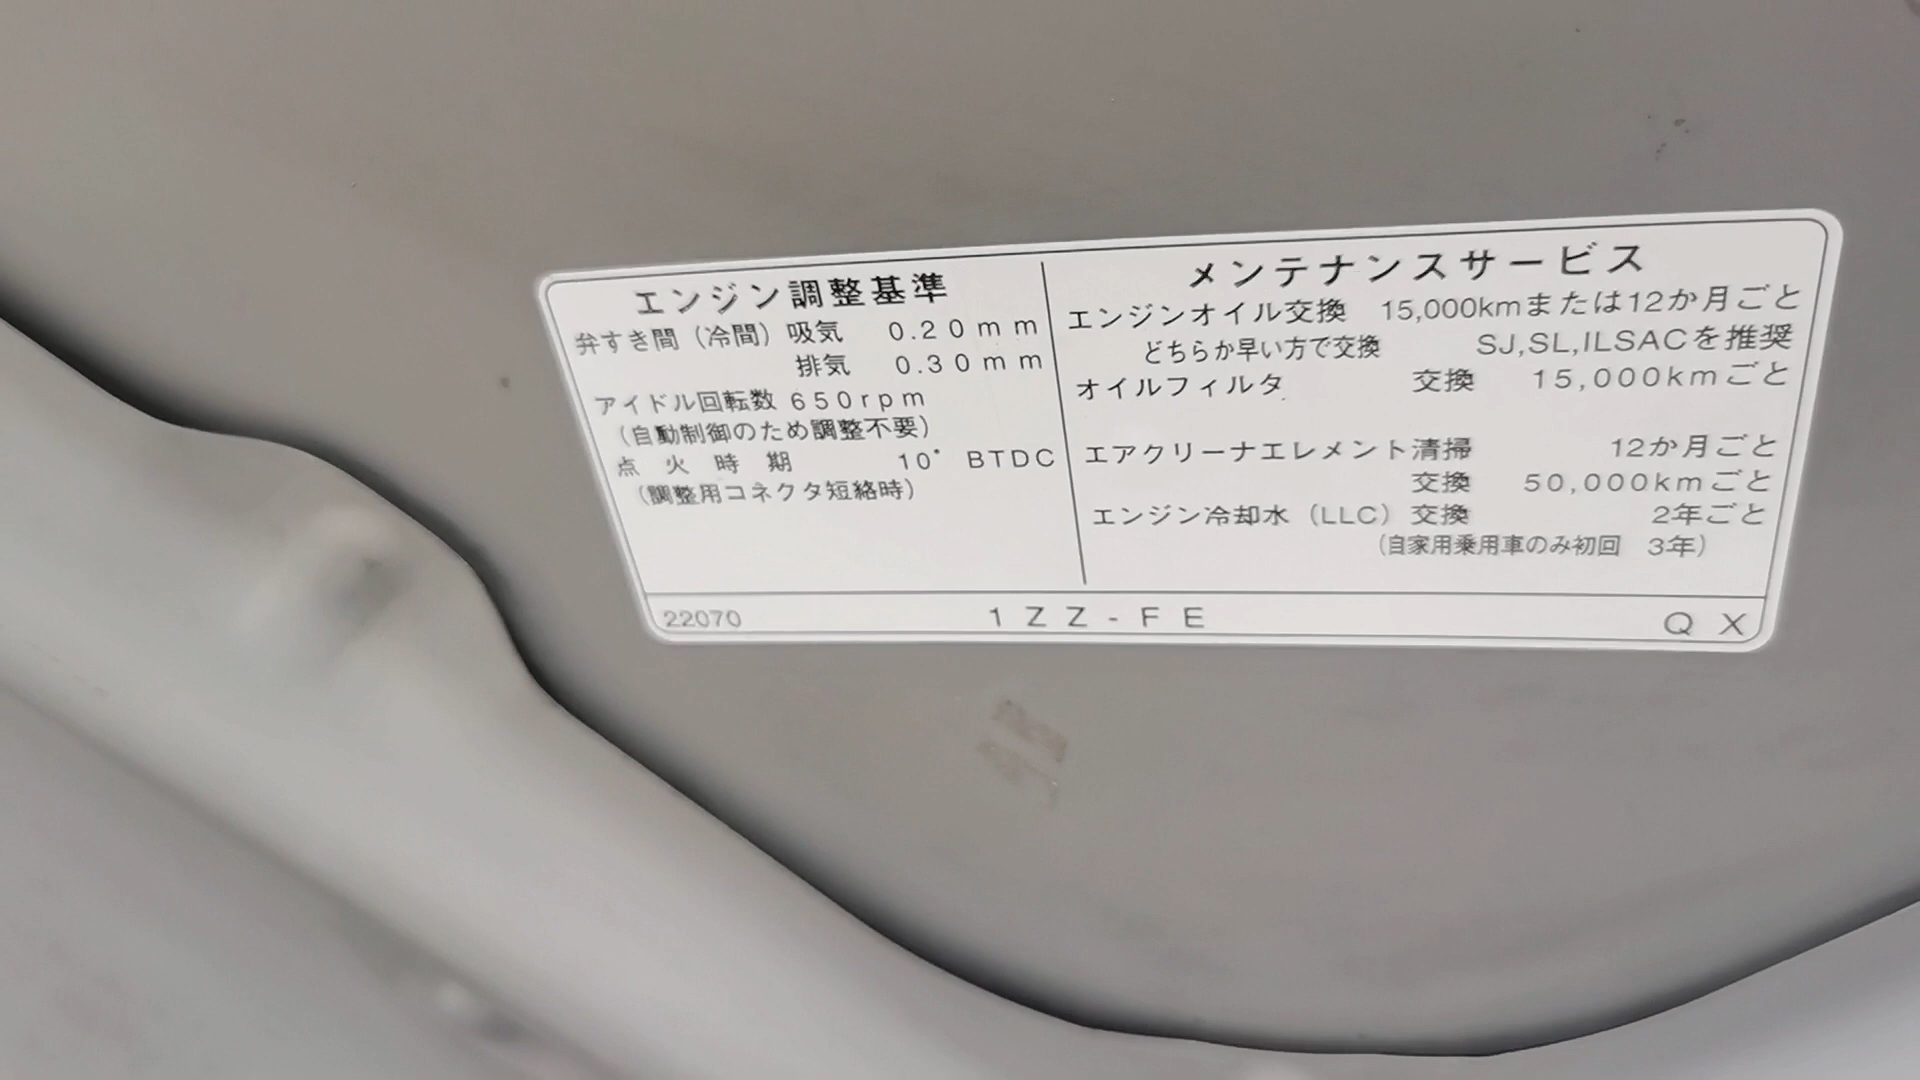 エンジン調整基準
弁すき間（冷間）吸気 0.20mm
排気 0.30mm
アイドル回転数 650rpm
（自動制御のため調整不要）
点火時期 10° BTDC
（調整用コネクタ短絡時）
メンテナンスサービス
エンジンオイル交換 15,000kmまたは12か月ごと
どちらか早い方で交換 SJ,SL,ILSACを推奨
オイルフィルタ 交換 15,000kmごと
エアクリーナエレメント清掃 12か月ごと
交換 50,000kmごと
エンジン冷却水（LLC）交換 2年ごと
（自家用乗用車のみ初回 3年）
22070 1ZZ-FE QX